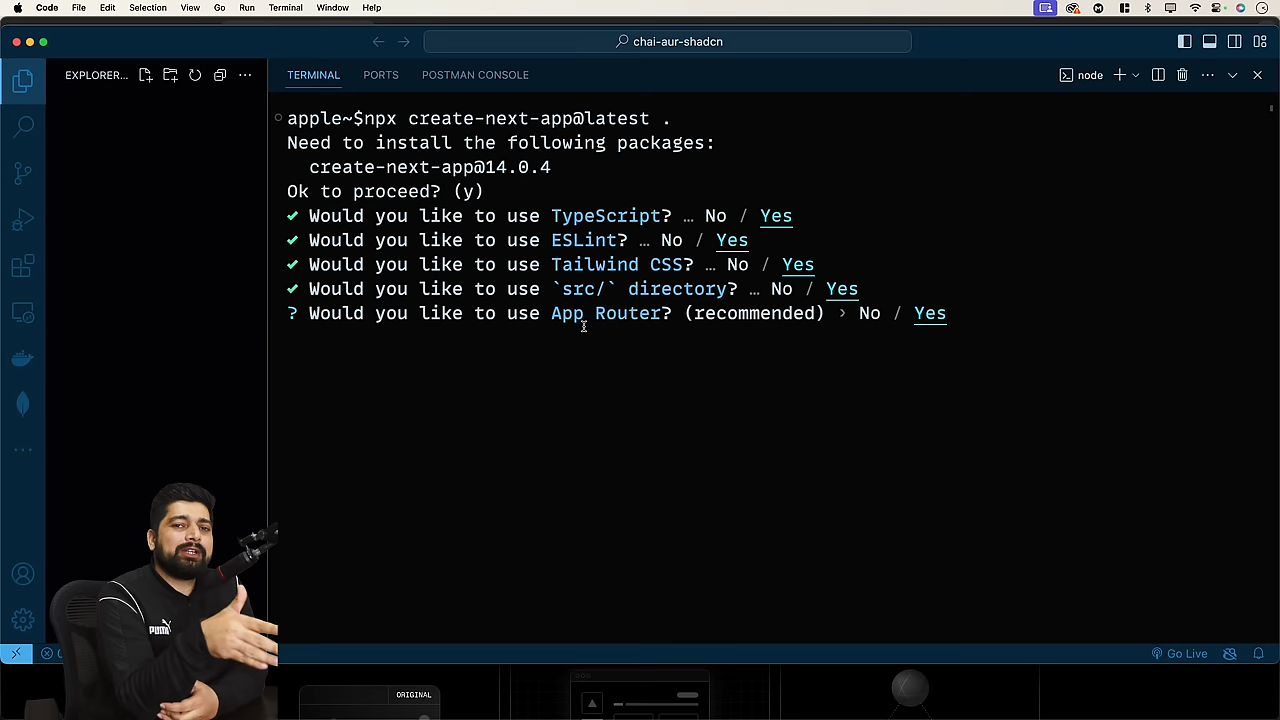 Code File Edit Selection View Go Run Terminal Window Help
chai-aur-shadcn
EXPLORER...
TERMINAL PORTS POSTMAN CONSOLE
node
apple~$npx create-next-app@latest .
Need to install the following packages:
create-next-app@14.0.4
Ok to proceed? (y)
✔ Would you like to use TypeScript? … No / Yes
✔ Would you like to use ESLint? … No / Yes
✔ Would you like to use Tailwind CSS? … No / Yes
✔ Would you like to use `src/` directory? … No / Yes
? Would you like to use App Router? (recommended) › No / Yes
PUMA
Go Live
ORIGINAL